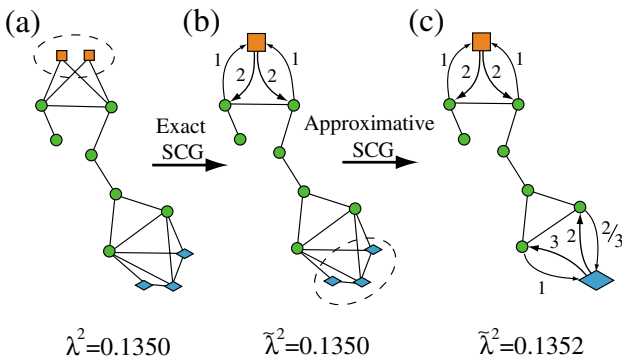 (a)
(b)
(c)
1
2
2
1
1
2
2
1
Exact
SCG
Approximative
SCG
3
2
2/3
1
λ²=0.1350
λ̃²=0.1350
λ̃²=0.1352